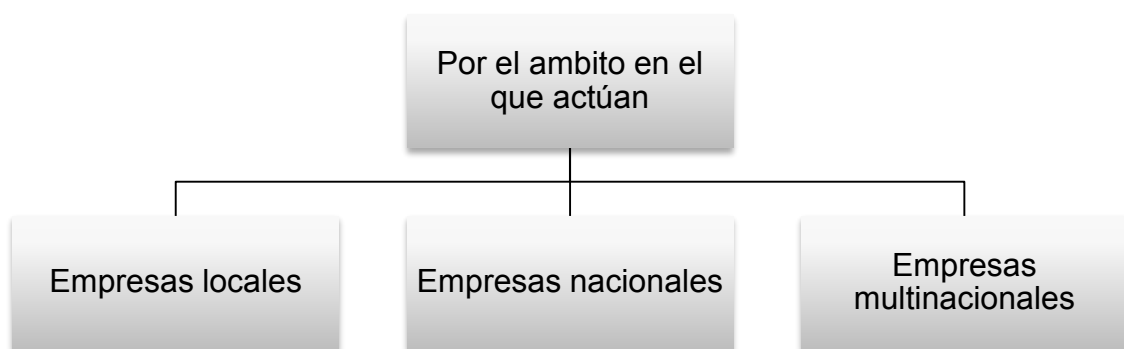 Por el ambito en el
que actúan
Empresas locales
Empresas nacionales
Empresas
multinacionales